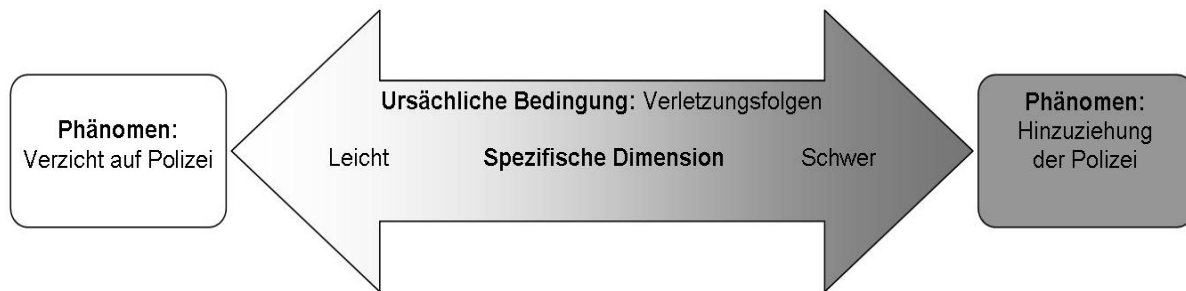 Phänomen:
Verzicht auf Polizei
Ursächliche Bedingung: Verletzungsfolgen
Leicht Spezifische Dimension Schwer
Phänomen:
Hinzuziehung
der Polizei